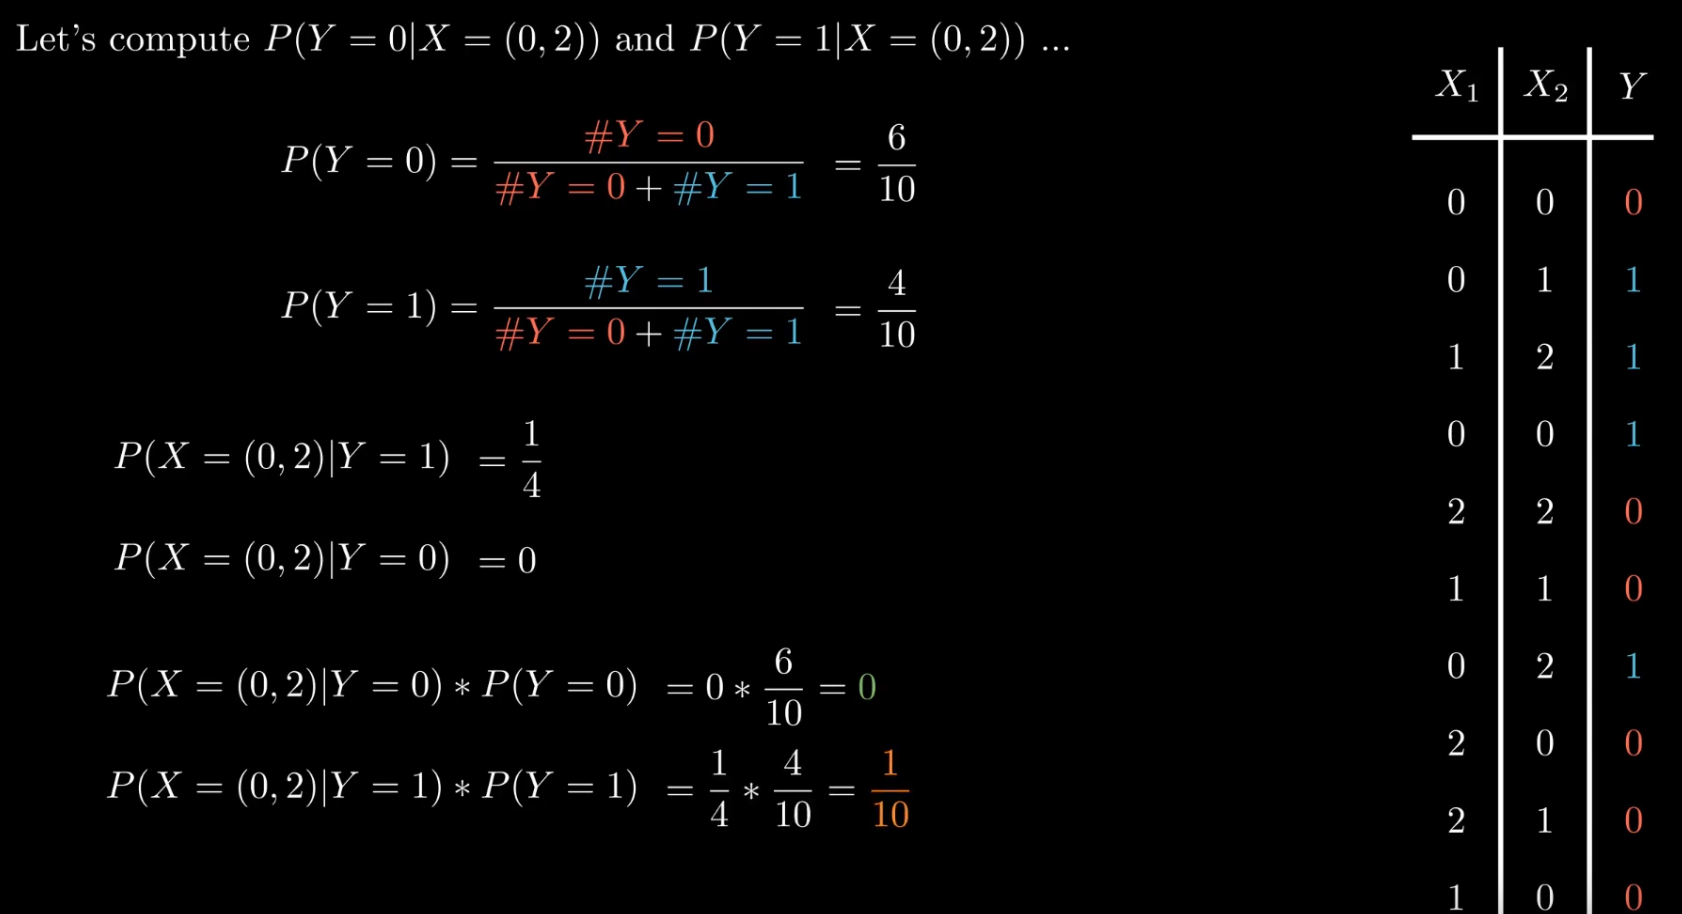 Let's compute P(Y = 0|X = (0, 2)) and P(Y = 1|X = (0, 2)) ...
P(Y = 0) = #Y = 0 / #Y = 0 + #Y = 1 = 6/10
P(Y = 1) = #Y = 1 / #Y = 0 + #Y = 1 = 4/10
P(X = (0, 2)|Y = 1) = 1/4
P(X = (0, 2)|Y = 0) = 0
P(X = (0, 2)|Y = 0) * P(Y = 0) = 0 * 6/10 = 0
P(X = (0, 2)|Y = 1) * P(Y = 1) = 1/4 * 4/10 = 1/10
X₁ X₂ Y
0 0 0
0 1 1
1 2 1
0 0 1
2 2 0
1 1 0
0 2 1
2 0 0
2 1 0
1 0 0